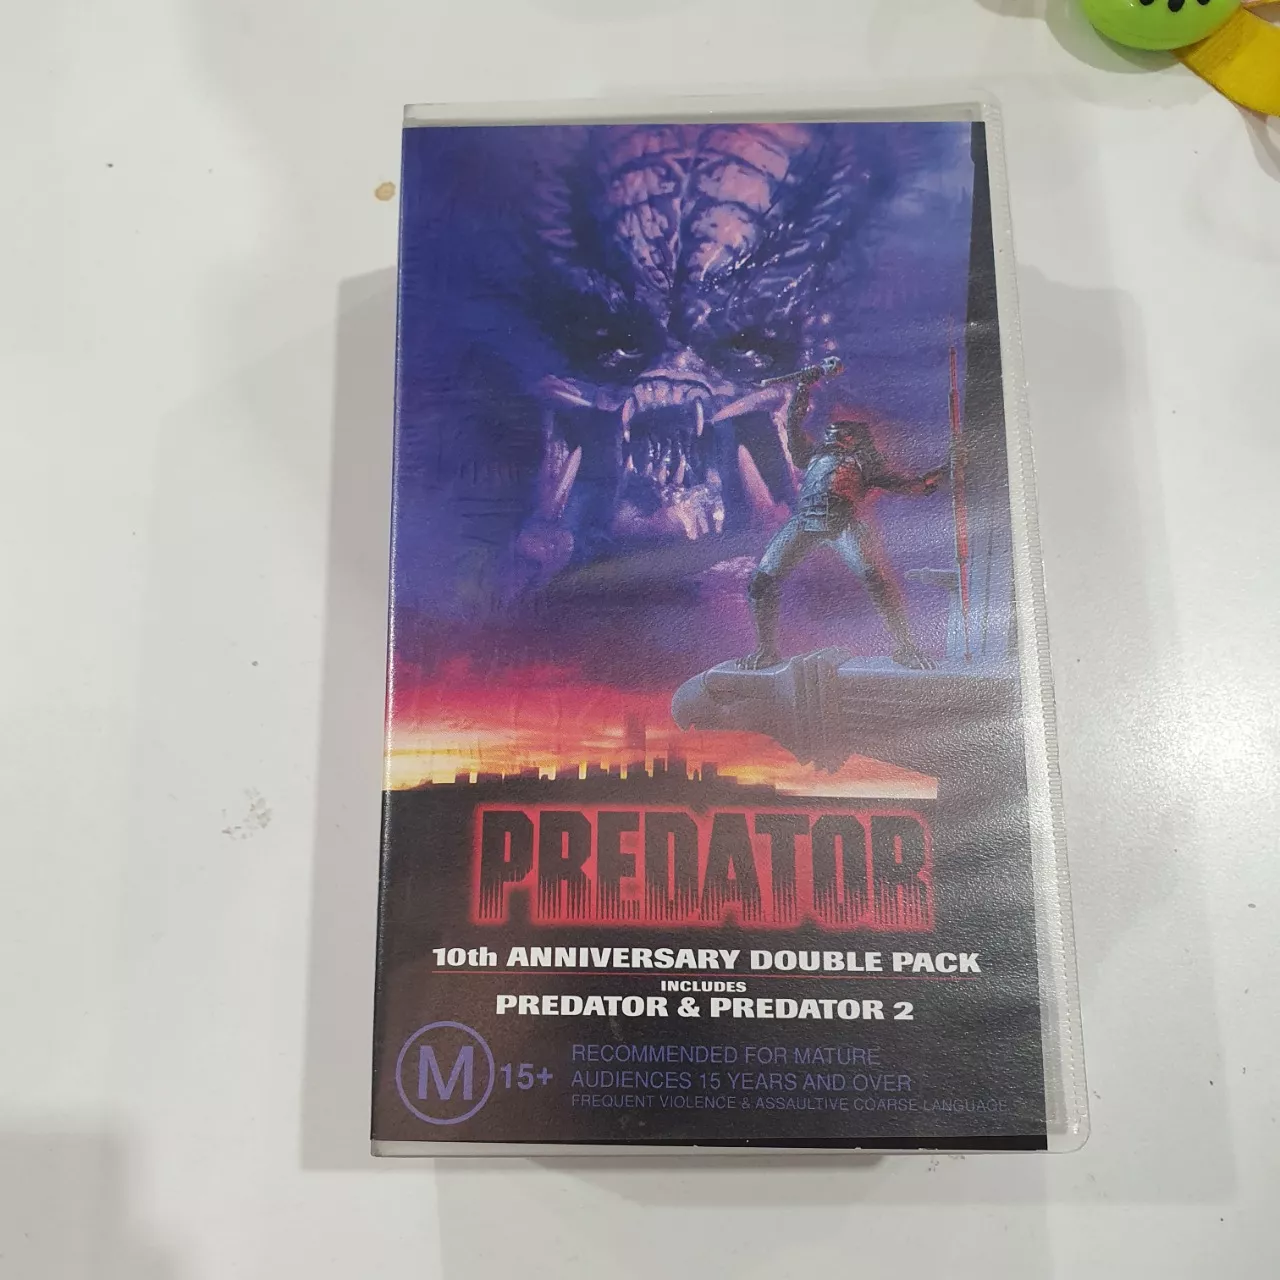 PREDATOR
10th ANNIVERSARY DOUBLE PACK
INCLUDES
PREDATOR & PREDATOR 2
M 15+
RECOMMENDED FOR MATURE
AUDIENCES 15 YEARS AND OVER
FREQUENT VIOLENCE & ASSAULTIVE COARSE LANGUAGE